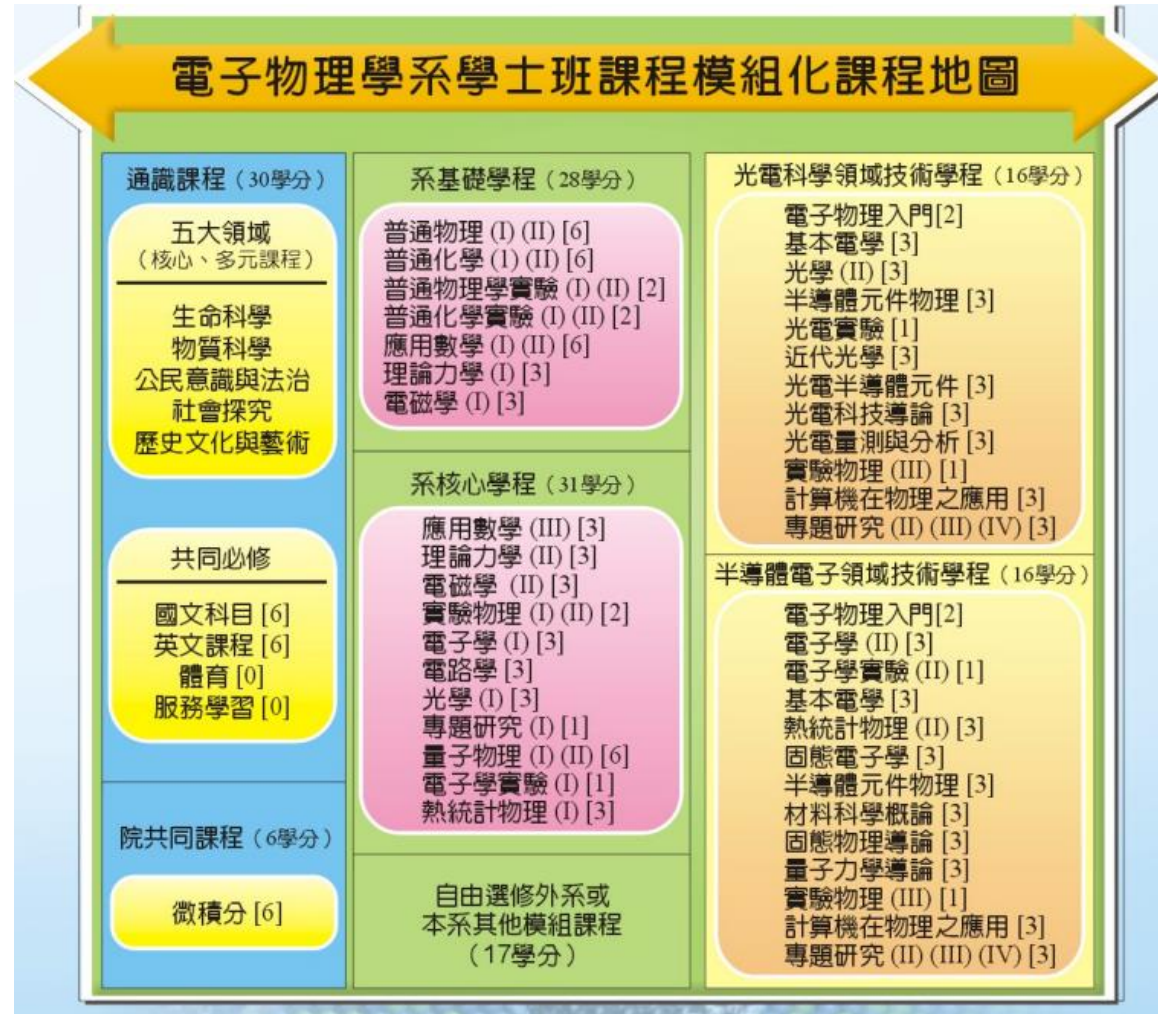 電子物理學系學士班課程模組化課程地圖
通識課程（30學分）
五大領域
（核心、多元課程）
生命科學
物質科學
公民意識與法治
社會探究
歷史文化與藝術
共同必修
國文科目 [6]
英文課程 [6]
體育 [0]
服務學習 [0]
院共同課程（6學分）
微積分 [6]
系基礎學程（28學分）
普通物理 (I) (II) [6]
普通化學 (1) (II) [6]
普通物理學實驗 (I) (II) [2]
普通化學實驗 (I) (II) [2]
應用數學 (I) (II) [6]
理論力學 (I) [3]
電磁學 (I) [3]
系核心學程（31學分）
應用數學 (III) [3]
理論力學 (II) [3]
電磁學 (II) [3]
實驗物理 (I) (II) [2]
電子學 (I) [3]
電路學 [3]
光學 (I) [3]
專題研究 (I) [1]
量子物理 (I) (II) [6]
電子學實驗 (I) [1]
熱統計物理 (I) [3]
自由選修外系或
本系其他模組課程
（17學分）
光電科學領域技術學程（16學分）
電子物理入門[2]
基本電學 [3]
光學 (II) [3]
半導體元件物理 [3]
光電實驗 [1]
近代光學 [3]
光電半導體元件 [3]
光電科技導論 [3]
光電量測與分析 [3]
實驗物理 (III) [1]
計算機在物理之應用 [3]
專題研究 (II) (III) (IV) [3]
半導體電子領域技術學程（16學分）
電子物理入門[2]
電子學 (II) [3]
電子學實驗 (II) [1]
基本電學 [3]
熱統計物理 (II) [3]
固態電子學 [3]
半導體元件物理 [3]
材料科學概論 [3]
固態物理導論 [3]
量子力學導論 [3]
實驗物理 (III) [1]
計算機在物理之應用 [3]
專題研究 (II) (III) (IV) [3]